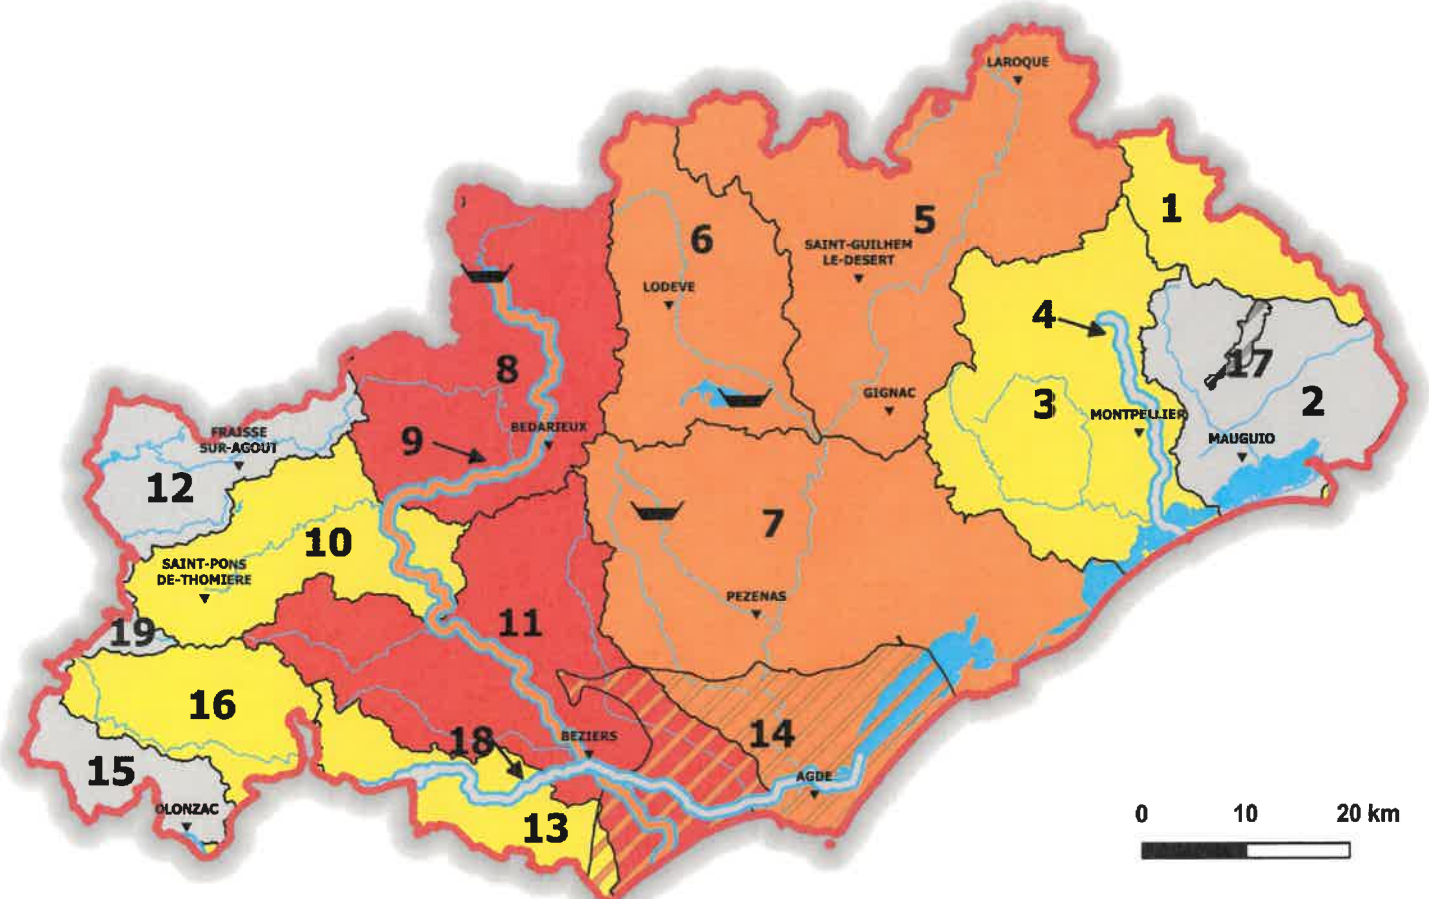 LAROQUE
1
5
6
SAINT-GUILHEM
LE-DESERT
LODEVE
4
8
17
GIGNAC
3
2
MONTPELLIER
BEDARIEUX
FRAISSE
SUR-AGOUT
9
MAUGUIO
12
7
10
SAINT-PONS
DE-THOMIERE
PEZENAS
11
19
16
14
18
BEZIERS
15
AGDE
OLONZAC
13
0 10 20 km